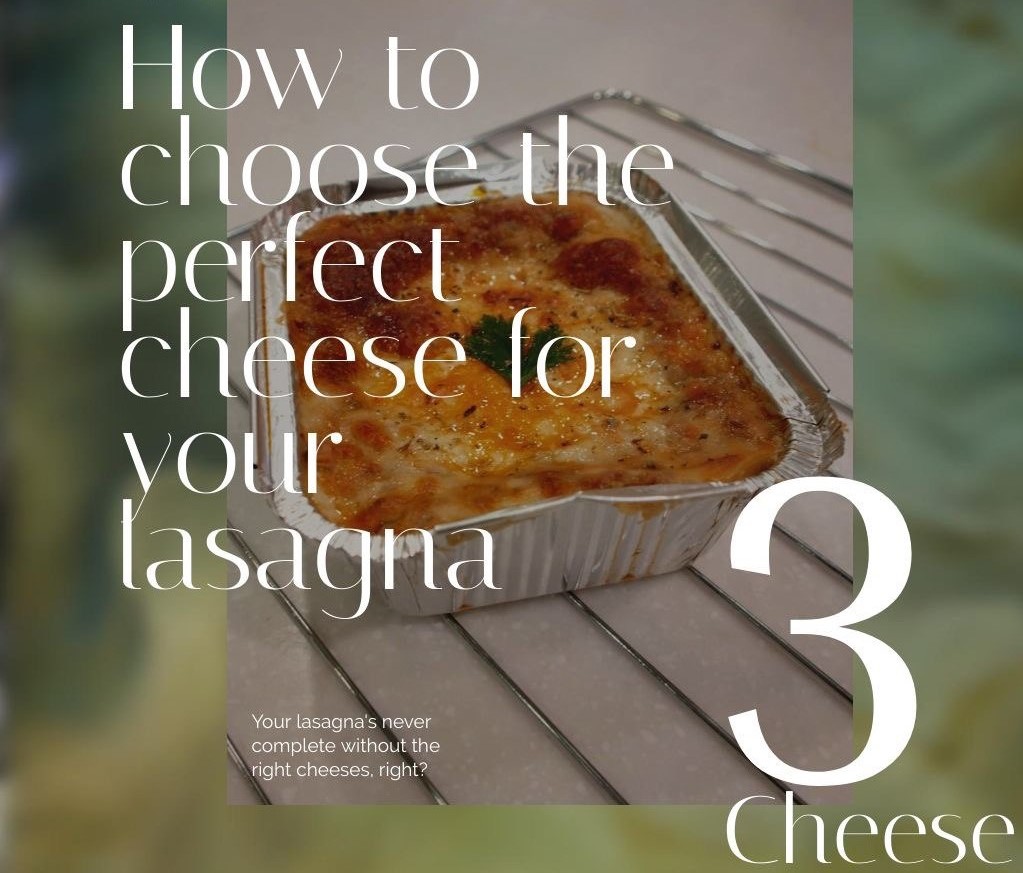 How to
choose the
perfect
cheese for
your
lasagna
3
Cheese
Your lasagna's never
complete without the
right cheeses, right?